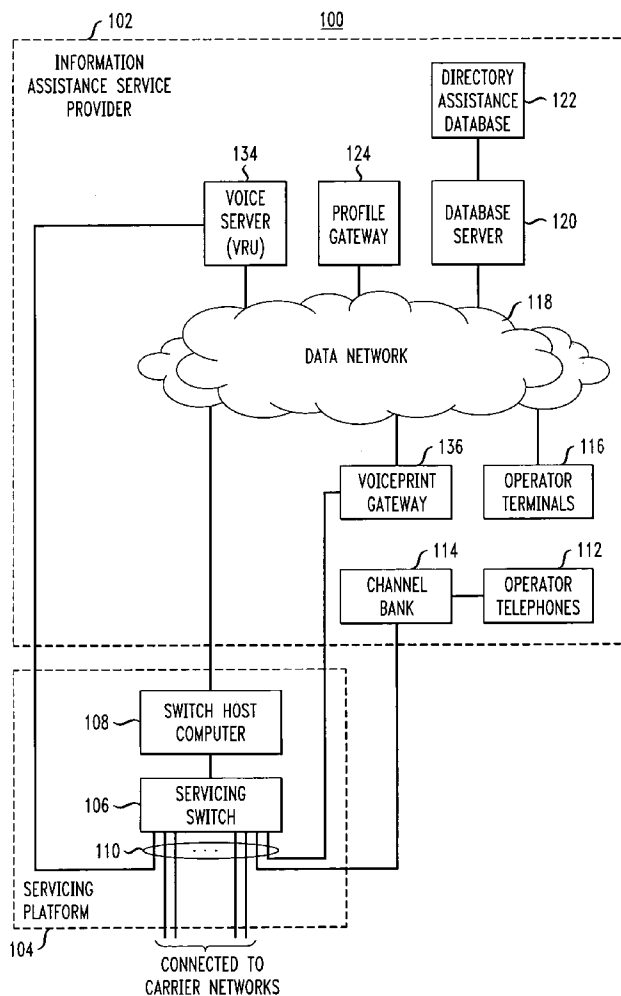 102
100
INFORMATION
ASSISTANCE SERVICE
PROVIDER
DIRECTORY
ASSISTANCE
DATABASE
122
134
124
VOICE
SERVER
(VRU)
PROFILE
GATEWAY
DATABASE
SERVER
120
118
DATA NETWORK
136
116
VOICEPRINT
GATEWAY
OPERATOR
TERMINALS
114
112
CHANNEL
BANK
OPERATOR
TELEPHONES
108
SWITCH HOST
COMPUTER
106
SERVICING
SWITCH
110
...
SERVICING
PLATFORM
104
CONNECTED TO
CARRIER NETWORKS